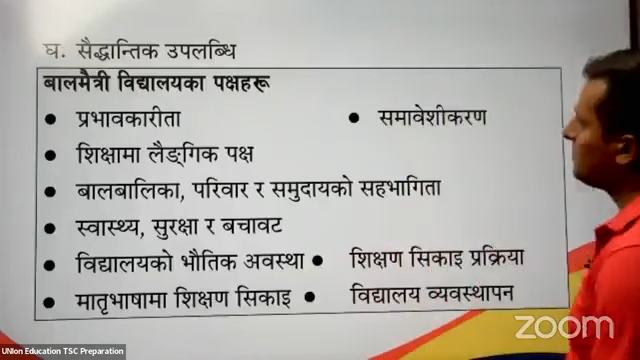 घ. सैद्धान्तिक उपलब्धि
बालमैत्री विद्यालयका पक्षहरू
● प्रभावकारीता ● समावेशीकरण
● शिक्षामा लैङ्गिक पक्ष
● बालबालिका, परिवार र समुदायको सहभागिता
● स्वास्थ्य, सुरक्षा र बचावट
● विद्यालयको भौतिक अवस्था ● शिक्षण सिकाइ प्रक्रिया
● मातृभाषामा शिक्षण सिकाइ ● विद्यालय व्यवस्थापन
zoom
UNIon Education TSC Preparation